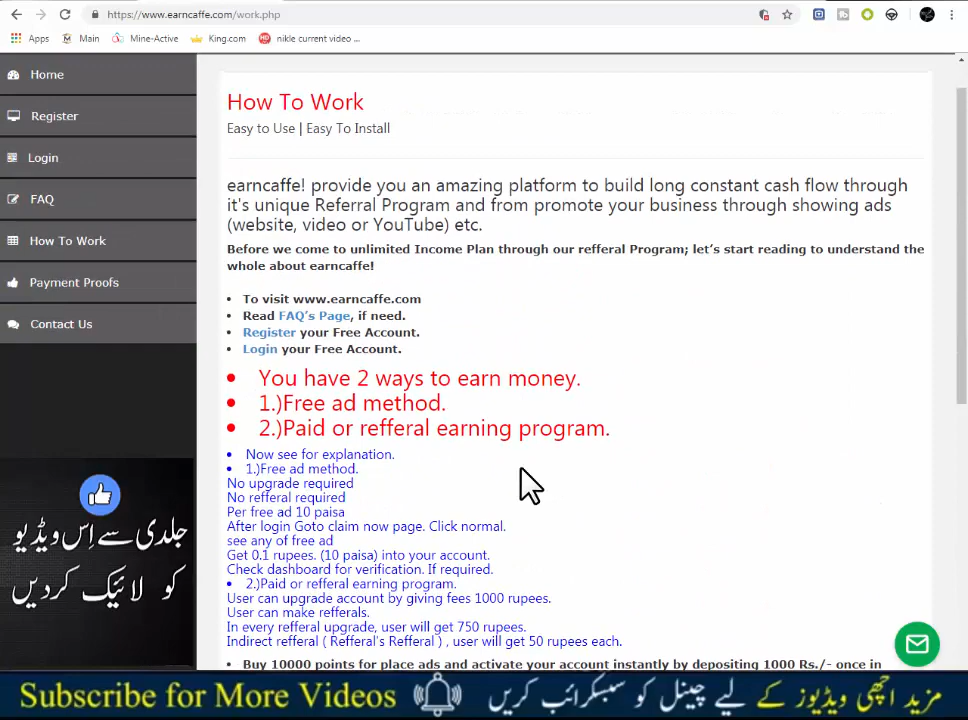 https://www.earncaffe.com/work.php
Apps
Main
Mine-Active
King.com
nikle current video ...
Home
Register
Login
FAQ
How To Work
Payment Proofs
Contact Us
How To Work
Easy to Use | Easy To Install
earncaffe! provide you an amazing platform to build long constant cash flow through
it's unique Referral Program and from promote your business through showing ads
(website, video or YouTube) etc.
Before we come to unlimited Income Plan through our refferal Program; let's start reading to understand the
whole about earncaffe!
• To visit www.earncaffe.com
• Read FAQ's Page, if need.
• Register your Free Account.
• Login your Free Account.
• You have 2 ways to earn money.
• 1.)Free ad method.
• 2.)Paid or refferal earning program.
• Now see for explanation.
• 1.)Free ad method.
No upgrade required
No refferal required
Per free ad 10 paisa
After login Goto claim now page. Click normal.
see any of free ad
Get 0.1 rupees. (10 paisa) into your account.
Check dashboard for verification. If required.
• 2.)Paid or refferal earning program.
User can upgrade account by giving fees 1000 rupees.
User can make refferals.
In every refferal upgrade, user will get 750 rupees.
Indirect refferal ( Refferal's Refferal ) , user will get 50 rupees each.
• Buy 10000 points for place ads and activate your account instantly by depositing 1000 Rs./- once in
جلدی سے اِس ویڈیو
کو لائیک کردیں
Subscribe for More Videos
مزید اچھی ویڈیوز کے لیے چینل کو سبسکرائب کریں